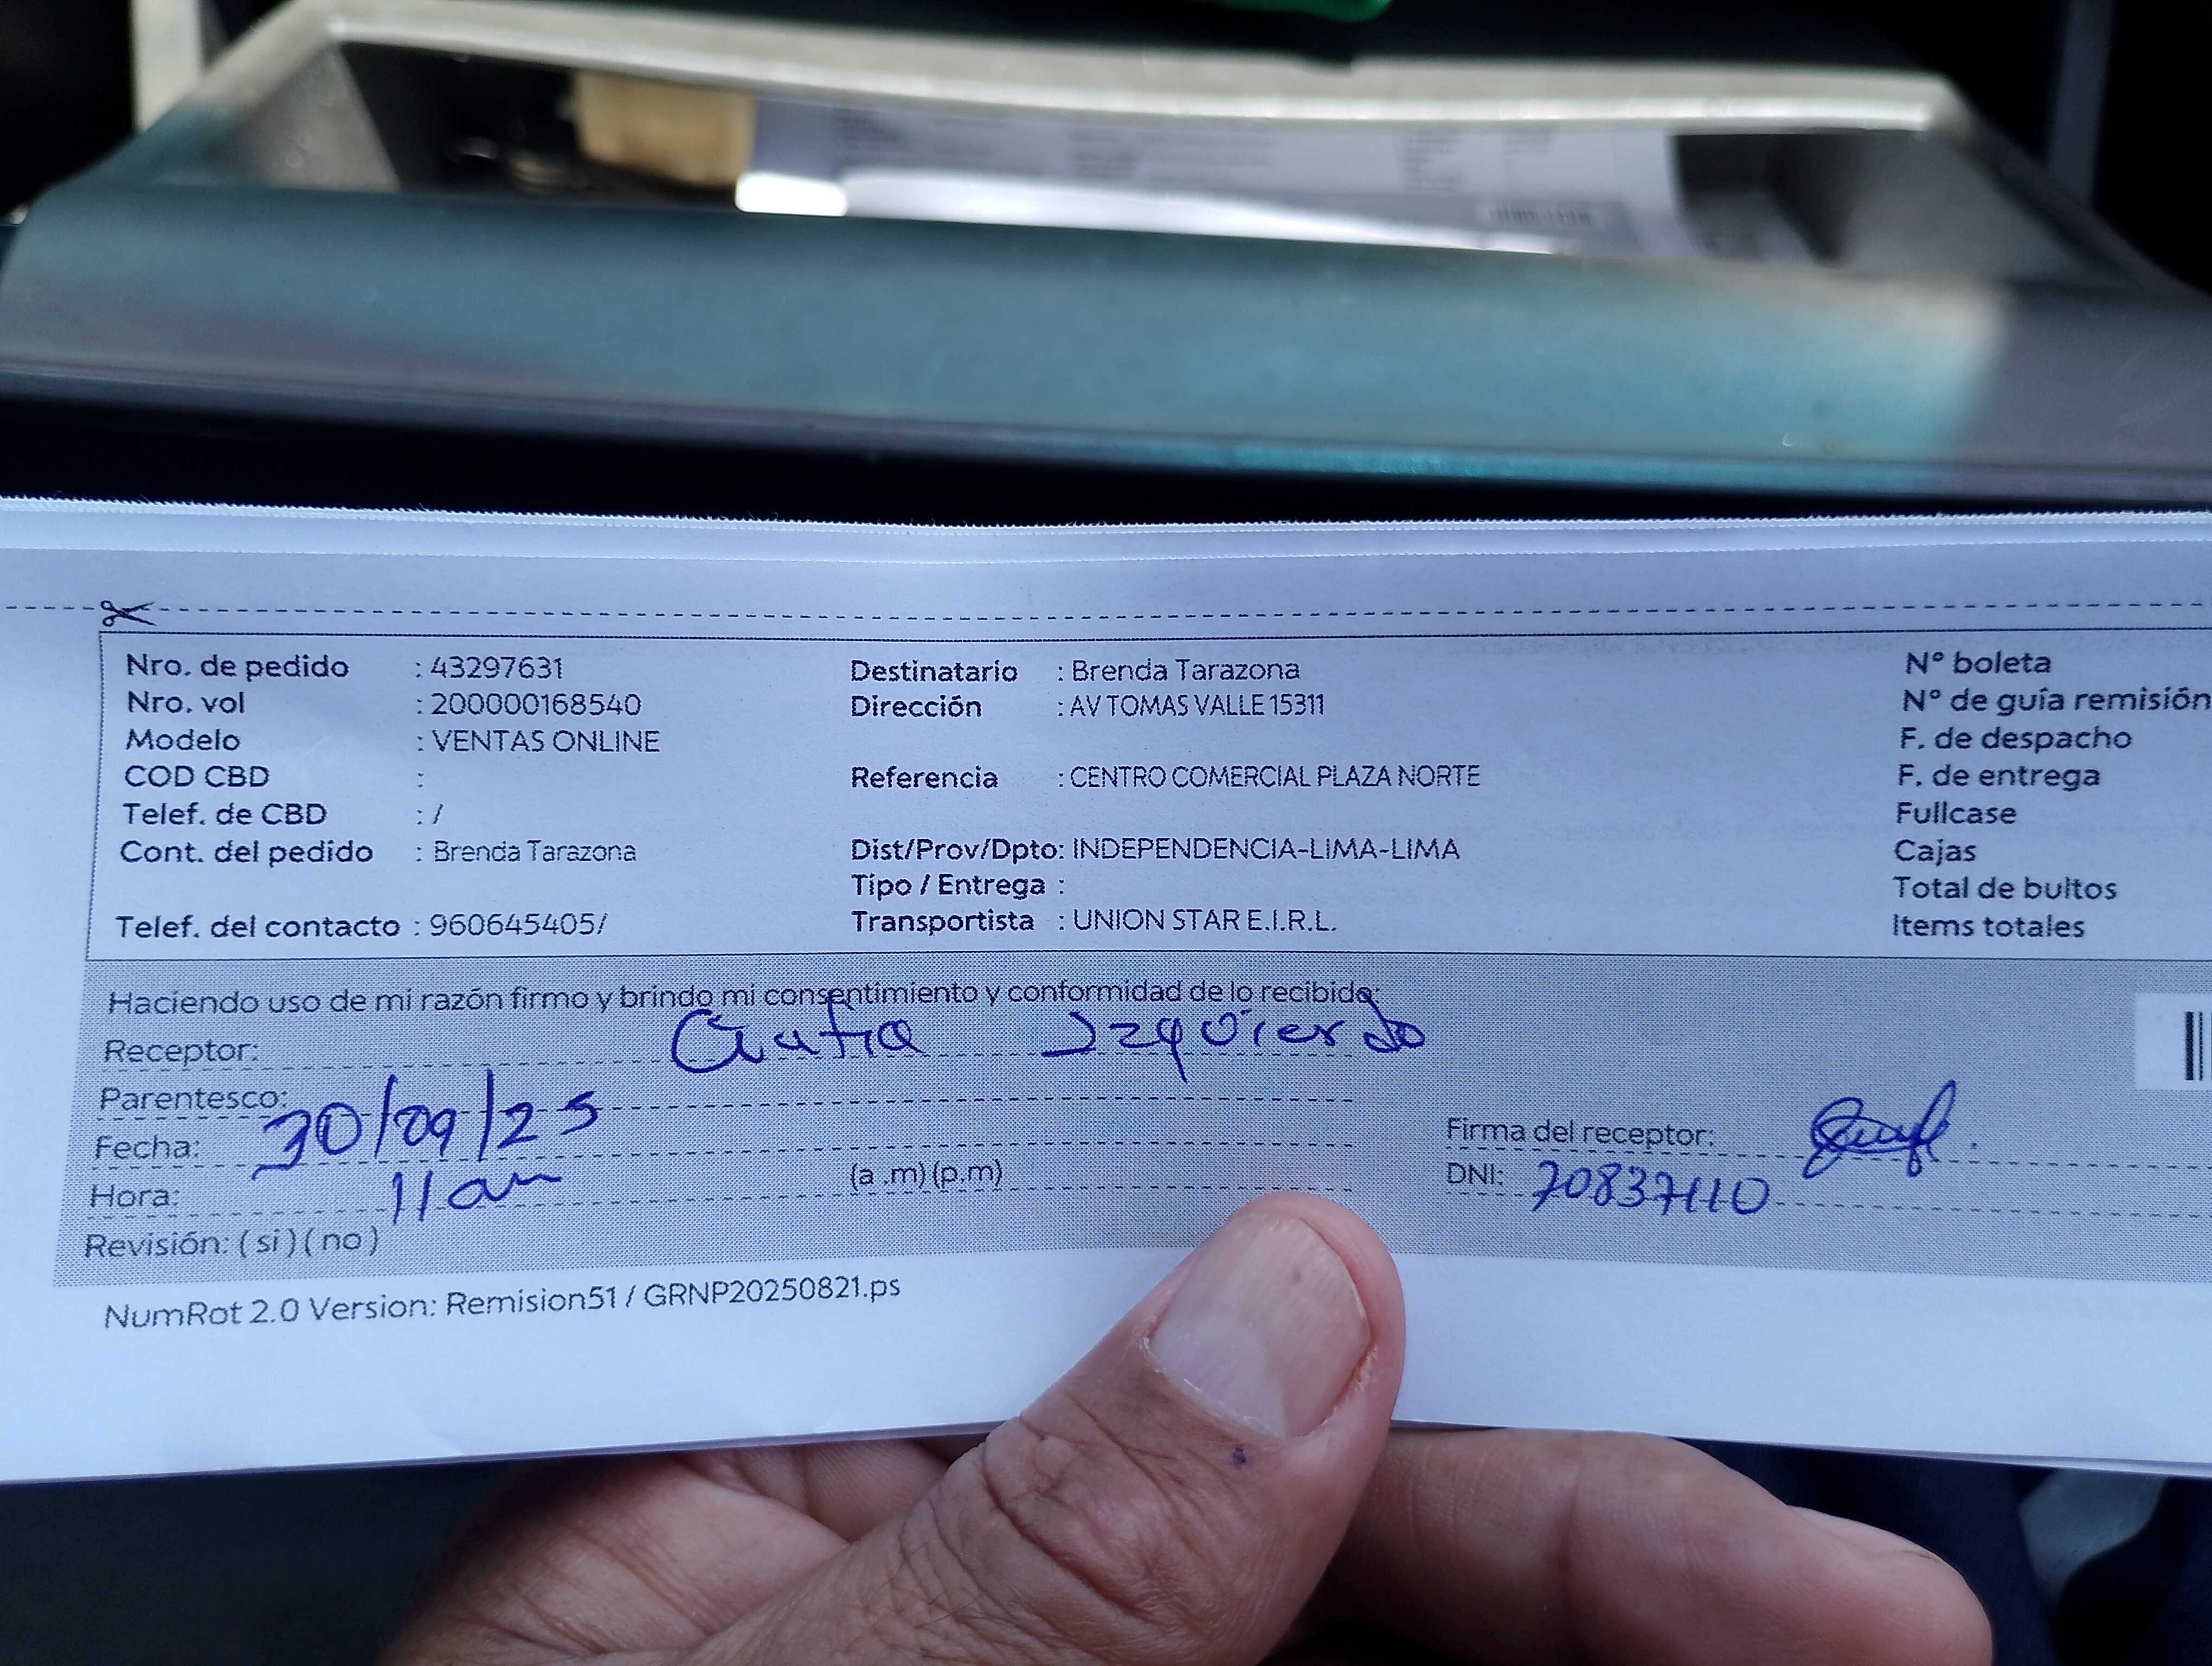 Nro. de pedido : 43297631
Nro. vol : 200000168540
Modelo : VENTAS ONLINE
COD CBD :
Telef. de CBD : /
Cont. del pedido : Brenda Tarazona
Telef. del contacto : 960645405/
Destinatario : Brenda Tarazona
Dirección : AV TOMAS VALLE 15311
Referencia : CENTRO COMERCIAL PLAZA NORTE
Dist/Prov/Dpto: INDEPENDENCIA-LIMA-LIMA
Tipo / Entrega :
Transportista : UNION STAR E.I.R.L.
N° boleta
N° de guía remisión
F. de despacho
F. de entrega
Fullcase
Cajas
Total de bultos
Items totales
Haciendo uso de mi razón firmo y brindo mi consentimiento y conformidad de lo recibido:
Receptor: Izquierdo
Parentesco:
Fecha: 30/09/25
Hora: 11 am (a .m) (p.m)
Revisión: ( si ) ( no )
Firma del receptor:
DNI: 70837110
NumRot 2.0 Version: Remision51 / GRNP20250821.ps